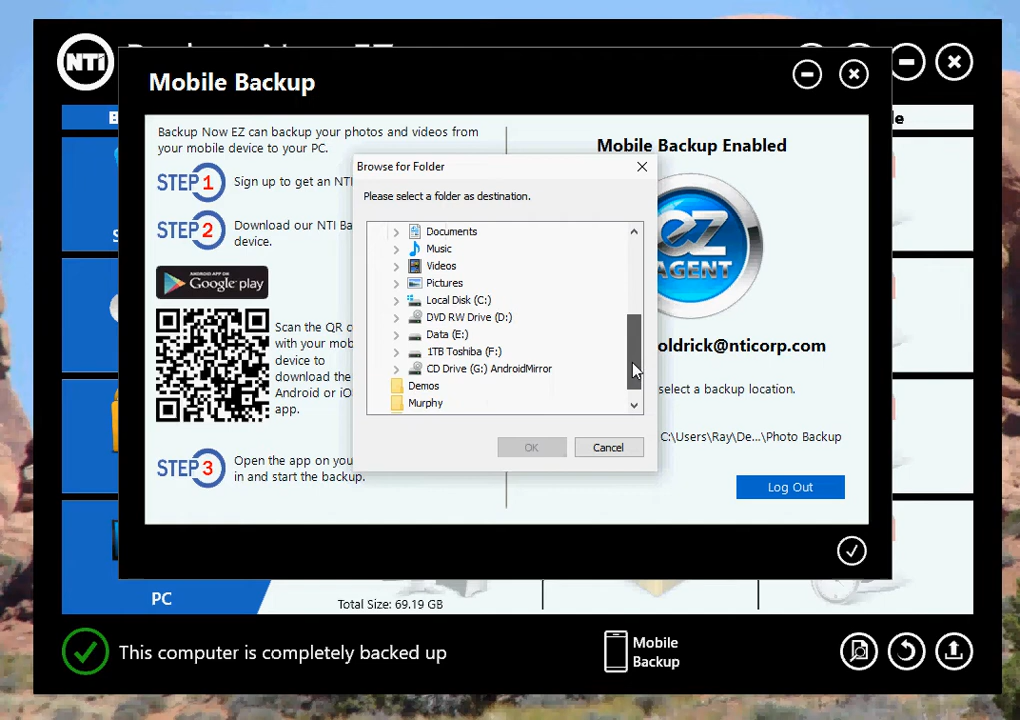 NTI
Mobile Backup
Backup Now EZ can backup your photos and videos from
your mobile device to your PC.
STEP 1
Sign up to get an NTI
STEP 2
Download our NTI Ba
device.
ANDROID APP ON
Google play
Scan the QR c
with your mob
device to
download the
Android or iO
app.
STEP 3
Open the app on you
in and start the backup.
Browse for Folder
Please select a folder as destination.
Documents
Music
Videos
Pictures
Local Disk (C:)
DVD RW Drive (D:)
Data (E:)
1TB Toshiba (F:)
CD Drive (G:) AndroidMirror
Demos
Murphy
OK
Cancel
Mobile Backup Enabled
eZ
AGENT
oldrick@nticorp.com
select a backup location.
C:\Users\Ray\De...\Photo Backup
Log Out
PC
Total Size: 69.19 GB
This computer is completely backed up
Mobile
Backup